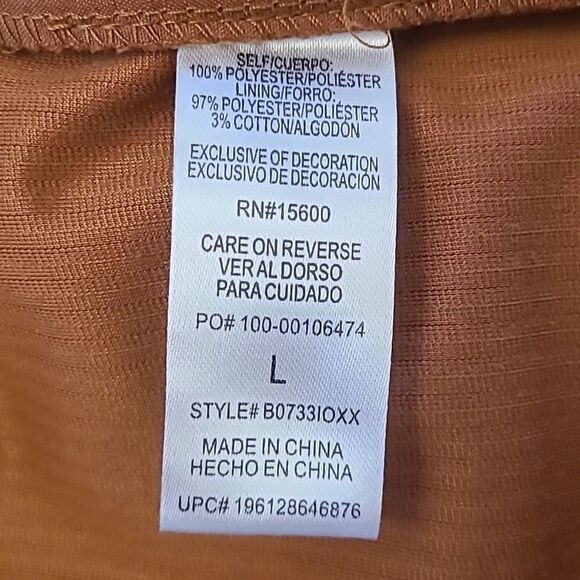 SELF/CUERPO:
100% POLYESTER/POLIÉSTER
LINING/FORRO:
97% POLYESTER/POLIÉSTER
3% COTTON/ALGODÓN
EXCLUSIVE OF DECORATION
EXCLUSIVO DE DECORACIÓN
RN#15600
CARE ON REVERSE
VER AL DORSO
PARA CUIDADO
PO# 100-00106474
L
STYLE# B0733IOXX
MADE IN CHINA
HECHO EN CHINA
UPC# 196128646876